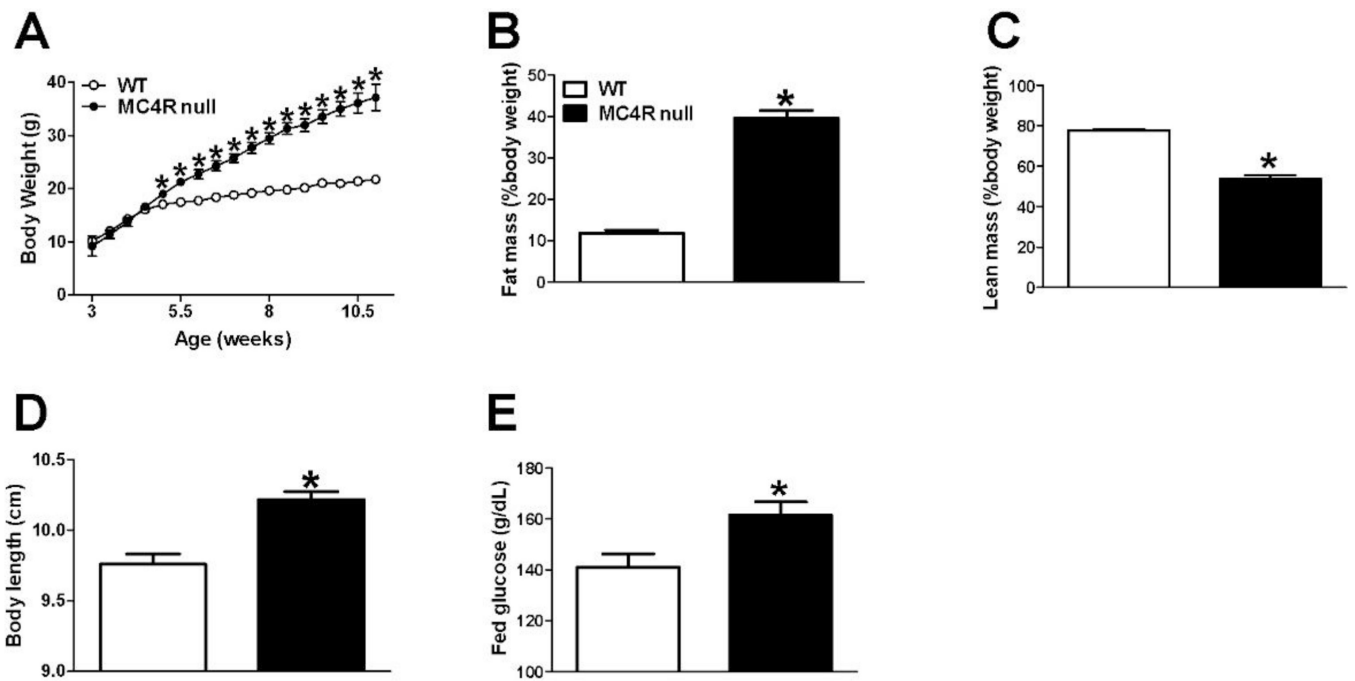 A
Body Weight (g)
40
30
20
10
0
WT
MC4R null
* * * * * * * * * * * * *
3
5.5
8
10.5
Age (weeks)
B
Fat mass (%body weight)
50
40
30
20
10
0
WT
MC4R null
*
C
Lean mass (%body weight)
100
80
60
40
20
0
*
D
Body length (cm)
10.5
10.0
9.5
9.0
*
E
Fed glucose (g/dL)
180
160
140
120
100
*